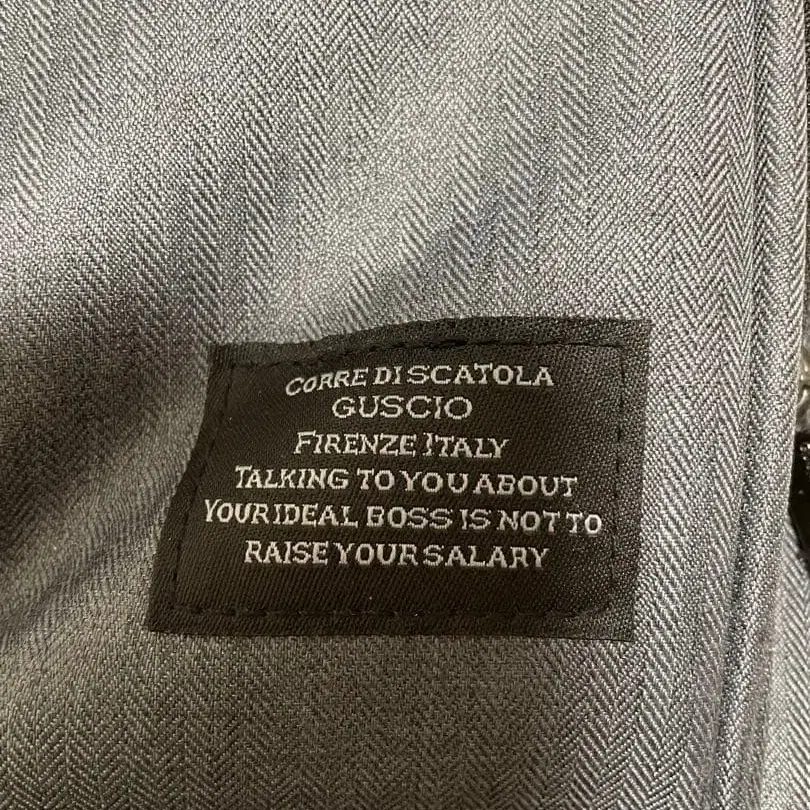 CORRE DI SCATOLA
GUSCIO
FIRENZE ITALY
TALKING TO YOU ABOUT
YOUR IDEAL BOSS IS NOT TO
RAISE YOUR SALARY